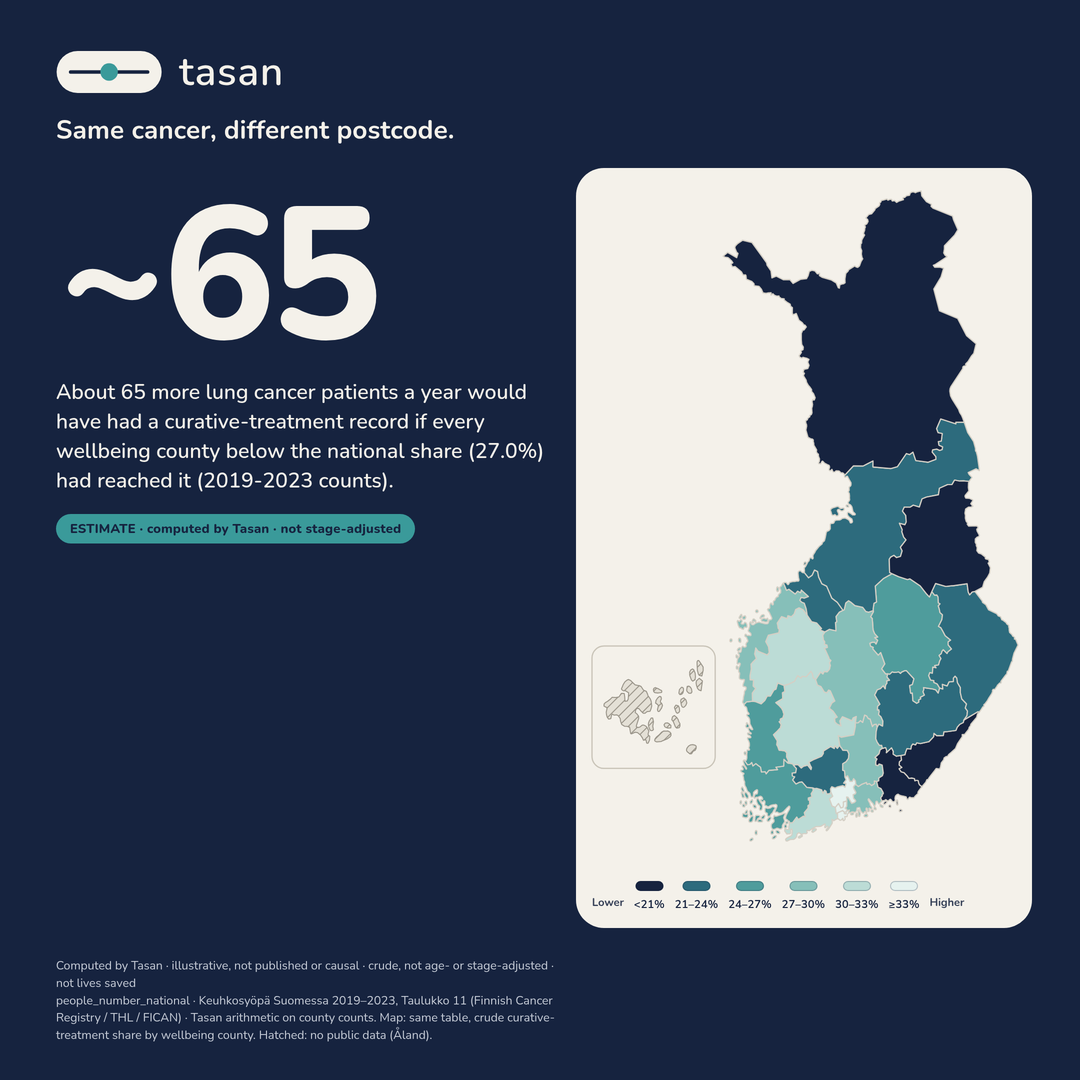 tasan
Same cancer, different postcode.
~65
About 65 more lung cancer patients a year would
have had a curative-treatment record if every
wellbeing county below the national share (27.0%)
had reached it (2019-2023 counts).
ESTIMATE · computed by Tasan · not stage-adjusted
Lower <21% 21–24% 24–27% 27–30% 30–33% ≥33% Higher
Computed by Tasan · illustrative, not published or causal · crude, not age- or stage-adjusted ·
not lives saved
people_number_national · Keuhkosyöpä Suomessa 2019–2023, Taulukko 11 (Finnish Cancer
Registry / THL / FICAN) · Tasan arithmetic on county counts. Map: same table, crude curative-
treatment share by wellbeing county. Hatched: no public data (Åland).